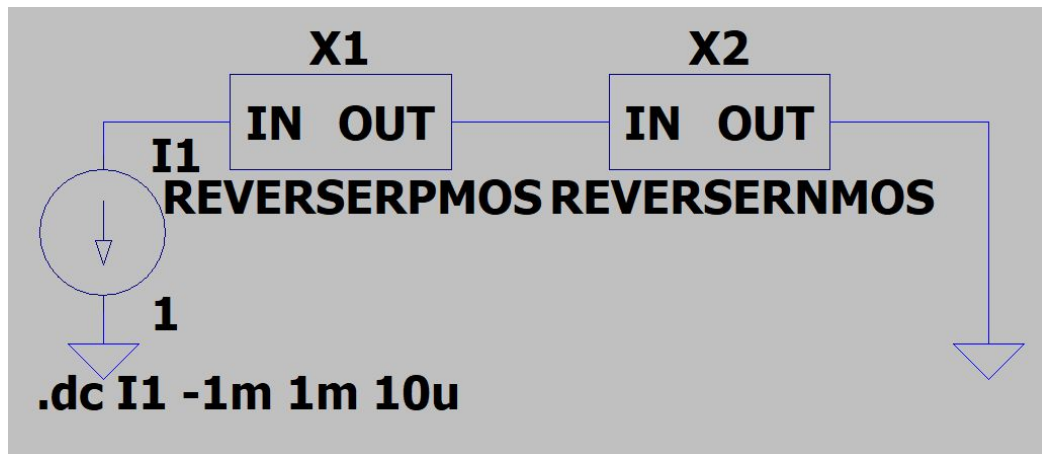 X1 X2
IN OUT IN OUT
I1
REVERSERPMOS REVERSERNMOS
1
.dc I1 -1m 1m 10u